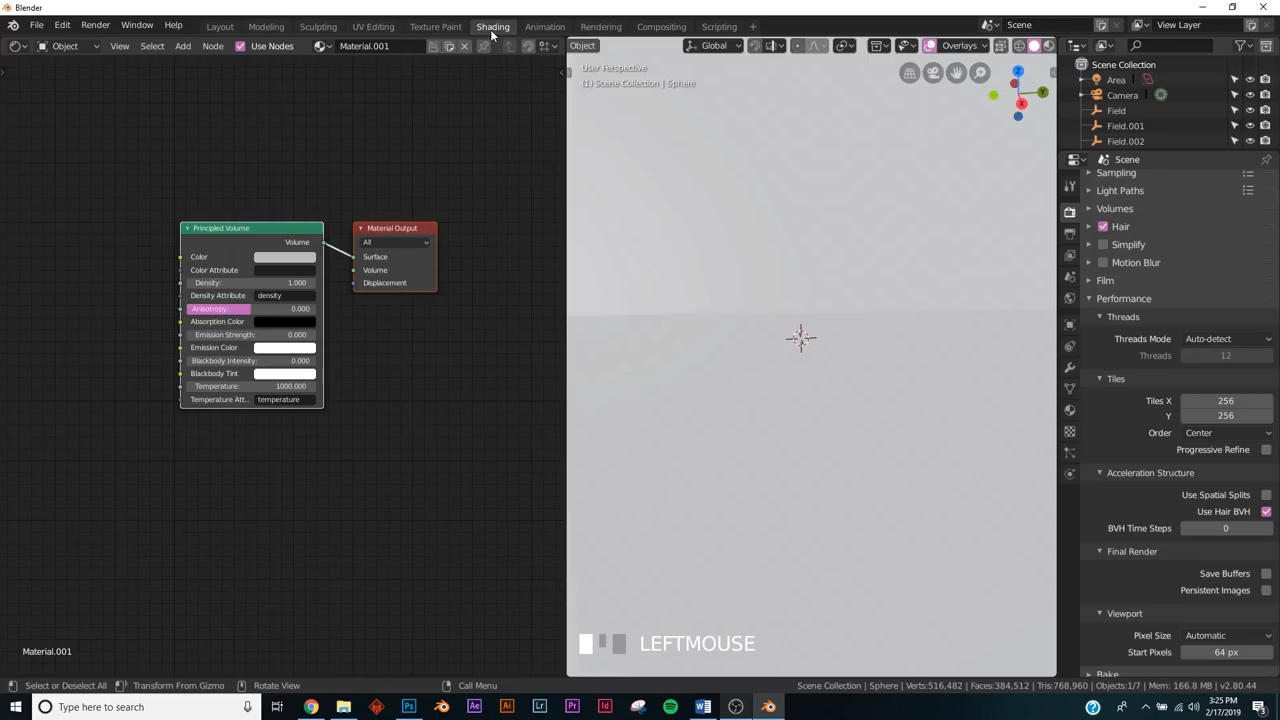 Blender
File Edit Render Window Help Layout Modeling Sculpting UV Editing Texture Paint Shading Animation Rendering Compositing Scripting + Scene View Layer
Object View Select Add Node Use Nodes Material.001 Object Global Overlays
User Perspective
(1) Scene Collection | Sphere
Z
Y
X
Principled Volume
Volume
Color
Color Attribute
Density: 1.000
Density Attribute density
Anisotropy: 0.000
Absorption Color
Emission Strength: 0.000
Emission Color
Blackbody Intensity: 0.000
Blackbody Tint
Temperature: 1000.000
Temperature Att.. temperature
Material Output
All
Surface
Volume
Displacement
Material.001
LEFTMOUSE
Scene Collection
Area
Camera
Field
Field.001
Field.002
Scene
Sampling
Light Paths
Volumes
Hair
Simplify
Motion Blur
Film
Performance
Threads
Threads Mode Auto-detect
Threads 12
Tiles
Tiles X 256
Y 256
Order Center
Progressive Refine
Acceleration Structure
Use Spatial Splits
Use Hair BVH
BVH Time Steps 0
Final Render
Save Buffers
Persistent Images
Viewport
Pixel Size Automatic
Start Pixels 64 px
Bake
Select or Deselect All Transform From Gizmo Rotate View Call Menu Scene Collection | Sphere | Verts:516,482 | Faces:384,512 | Tris:768,960 | Objects:1/7 | Mem: 166.8 MB | v2.80.44
Type here to search
Ps Ae Ai Lr Pr Id
3:25 PM
2/17/2019